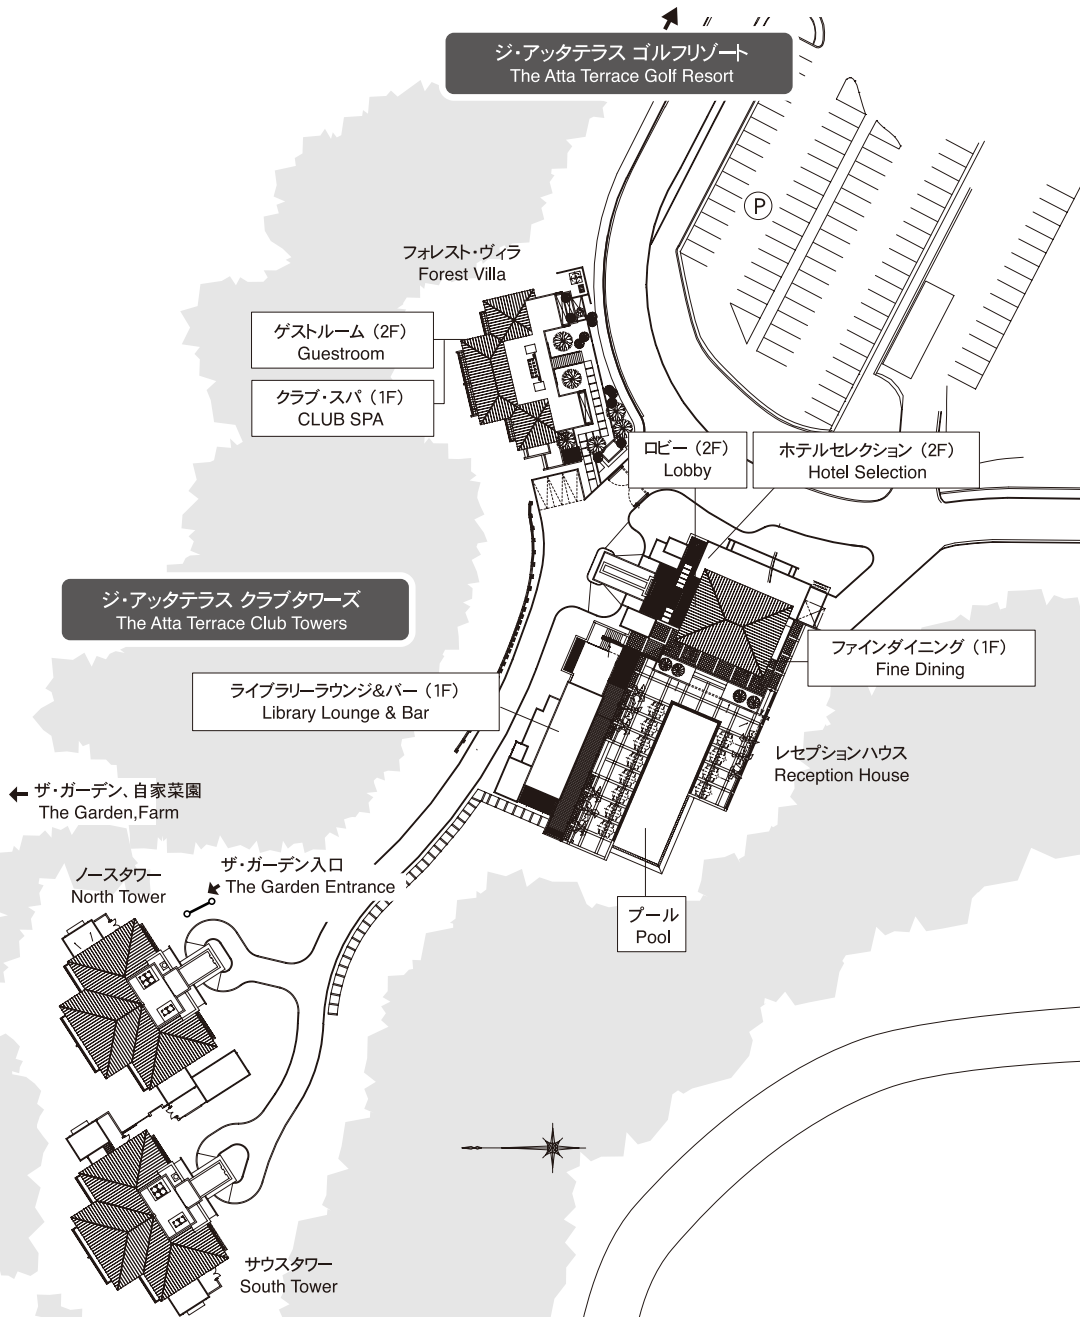 ジ・アッタテラス ゴルフリゾート
The Atta Terrace Golf Resort
P
フォレスト・ヴィラ
Forest Villa
ゲストルーム（2F）
Guestroom
クラブ・スパ（1F）
CLUB SPA
ロビー（2F）
Lobby
ホテルセレクション（2F）
Hotel Selection
ジ・アッタテラス クラブタワーズ
The Atta Terrace Club Towers
ファインダイニング（1F）
Fine Dining
ライブラリーラウンジ&バー（1F）
Library Lounge & Bar
レセプションハウス
Reception House
ザ・ガーデン、自家菜園
The Garden,Farm
ザ・ガーデン入口
The Garden Entrance
ノースタワー
North Tower
プール
Pool
サウスタワー
South Tower